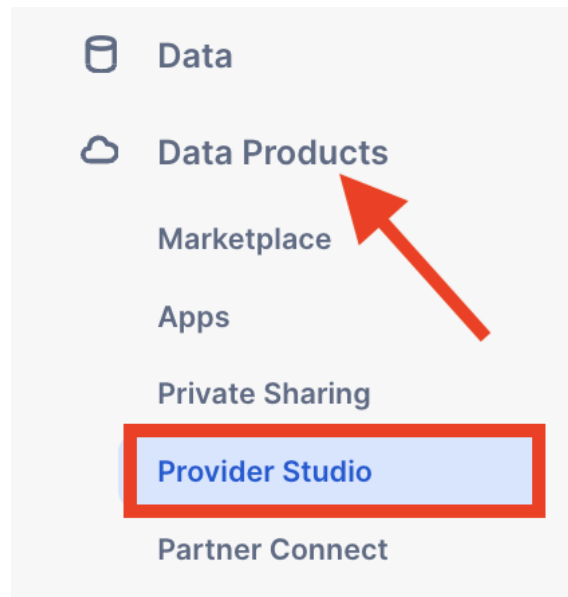 Data
Data Products
Marketplace
Apps
Private Sharing
Provider Studio
Partner Connect